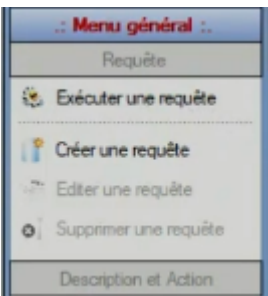 .: Menu général :.
Requête
Exécuter une requête
Créer une requête
Editer une requête
Supprimer une requête
Description et Action